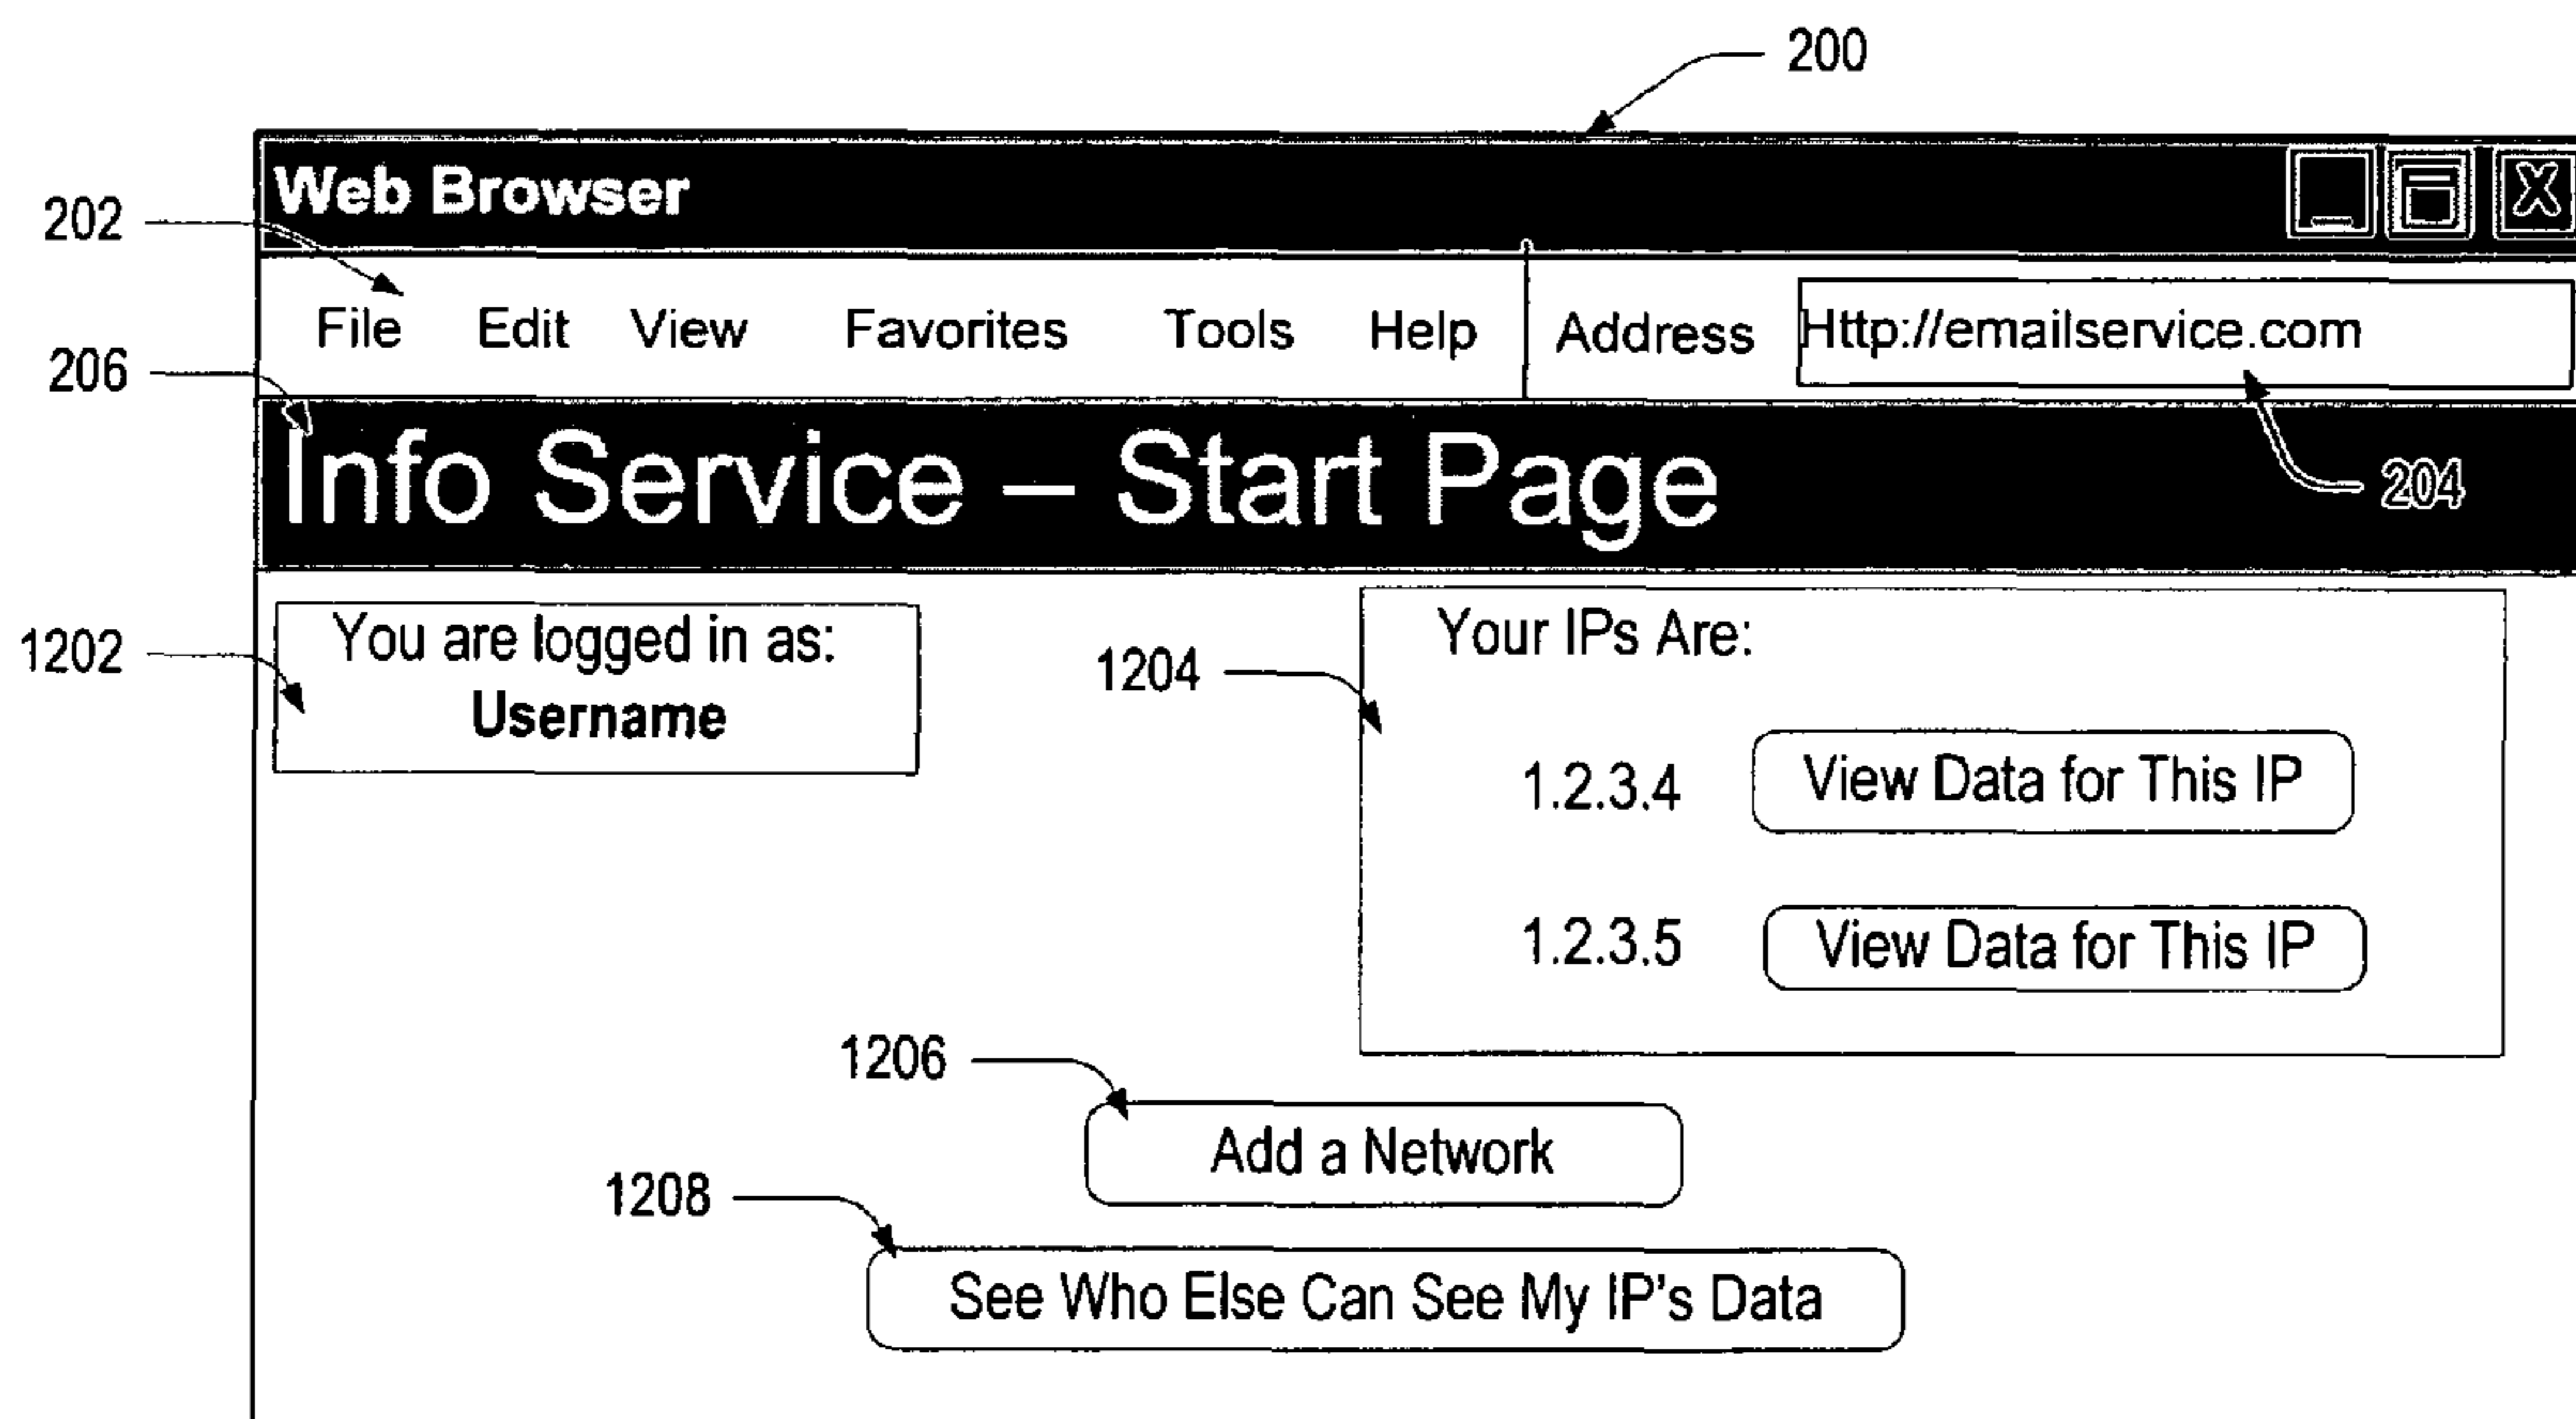 200
Web Browser
202
File Edit View Favorites Tools Help Address Http://emailservice.com
206
Info Service – Start Page
204
You are logged in as:
Username
1202
Your IPs Are:
1204
1.2.3.4 View Data for This IP
1.2.3.5 View Data for This IP
1206
Add a Network
1208
See Who Else Can See My IP's Data